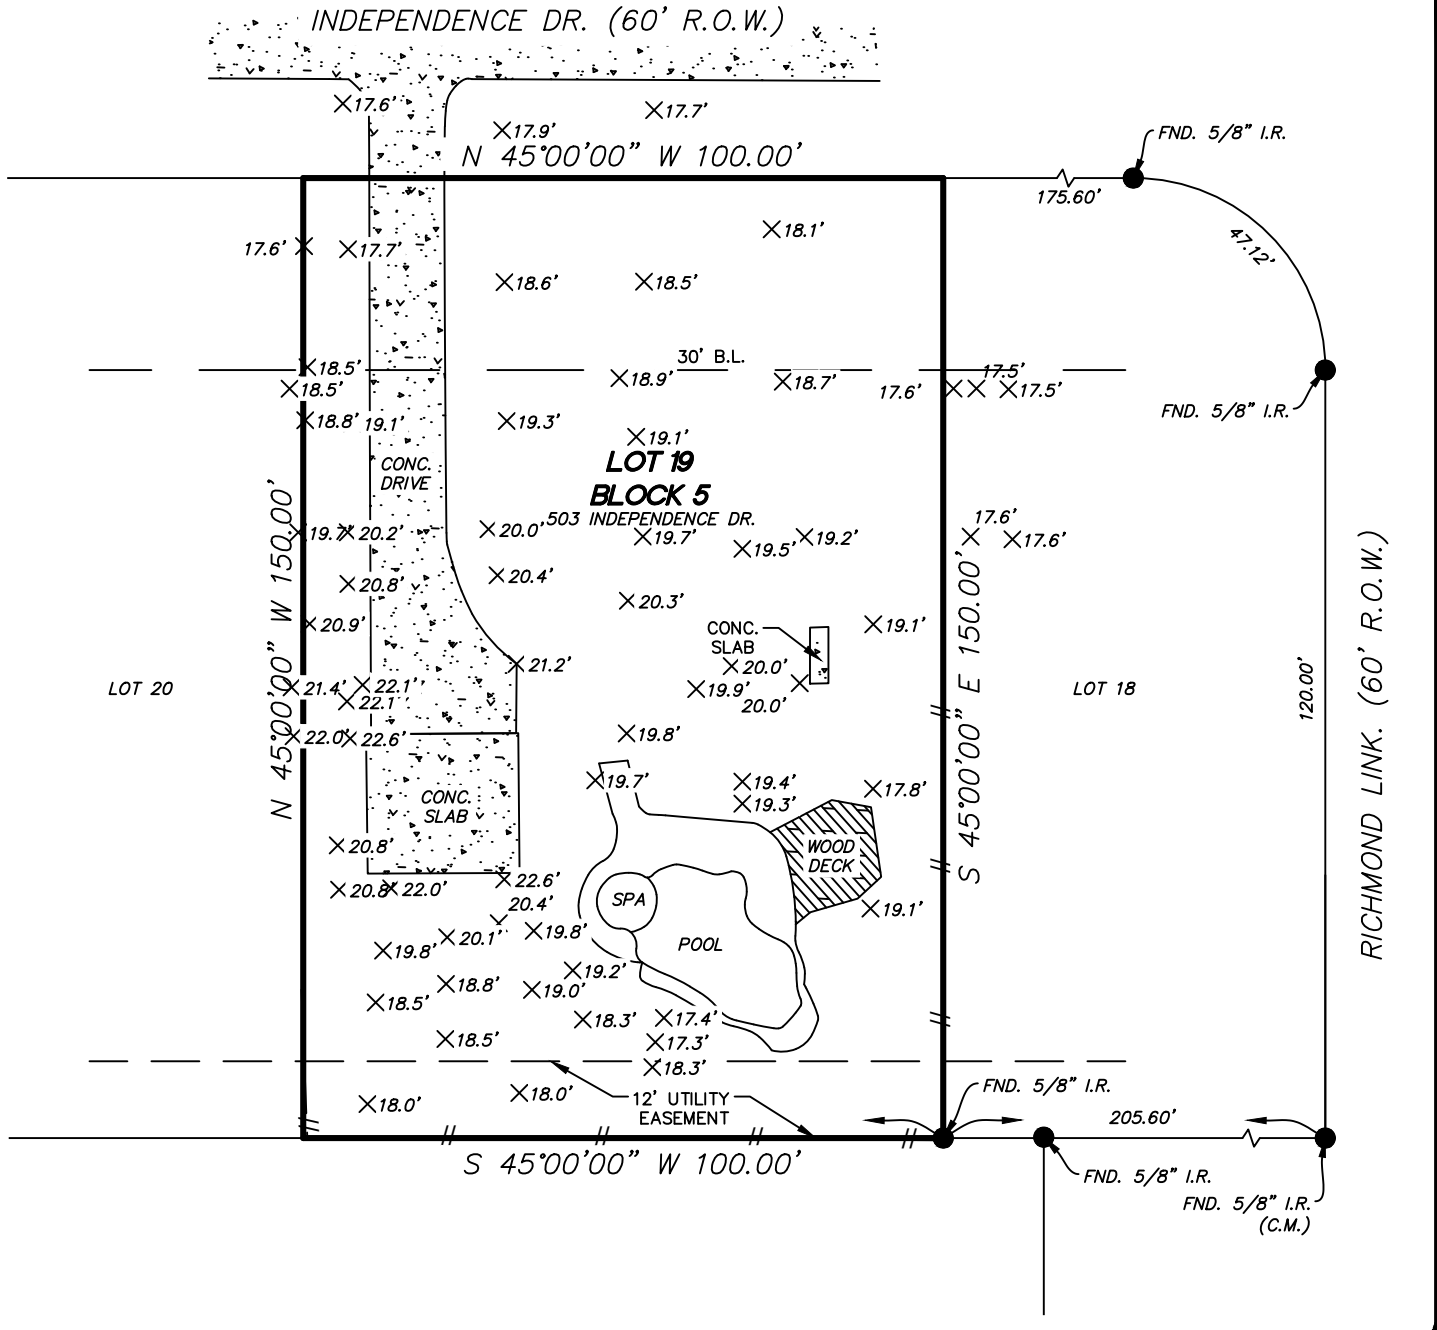 INDEPENDENCE DR. (60' R.O.W.)
17.6'
17.7'
17.9'
FND. 5/8" I.R.
N 45°00'00" W 100.00'
175.60'
18.1'
17.6'
17.7'
47.12'
18.6'
18.5'
30' B.L.
18.5'
18.5'
18.9'
18.7'
17.6'
17.5'
17.5'
18.8'
19.1'
19.3'
19.1'
FND. 5/8" I.R.
CONC.
DRIVE
LOT 19
BLOCK 5
503 INDEPENDENCE DR.
19.7'
20.2'
20.0'
19.7'
19.5'
19.2'
17.6'
17.6'
N 45°00'00" W 150.00'
S 45°00'00" E 150.00'
RICHMOND LINK. (60' R.O.W.)
20.8'
20.4'
20.3'
20.9'
19.1'
CONC.
SLAB
21.2'
20.0'
LOT 20
21.4'
22.1'
22.1'
19.9'
20.0'
LOT 18
120.00'
22.0'
22.6'
19.8'
19.7'
19.4'
19.3'
17.8'
CONC.
SLAB
20.8'
WOOD
DECK
20.8'
22.0'
22.6'
20.4'
SPA
19.1'
19.8'
20.1'
19.8'
POOL
19.2'
18.8'
19.0'
18.5'
18.3'
17.4'
18.5'
17.3'
18.3'
18.0'
18.0'
12' UTILITY
EASEMENT
FND. 5/8" I.R.
205.60'
S 45°00'00" W 100.00'
FND. 5/8" I.R.
FND. 5/8" I.R.
(C.M.)